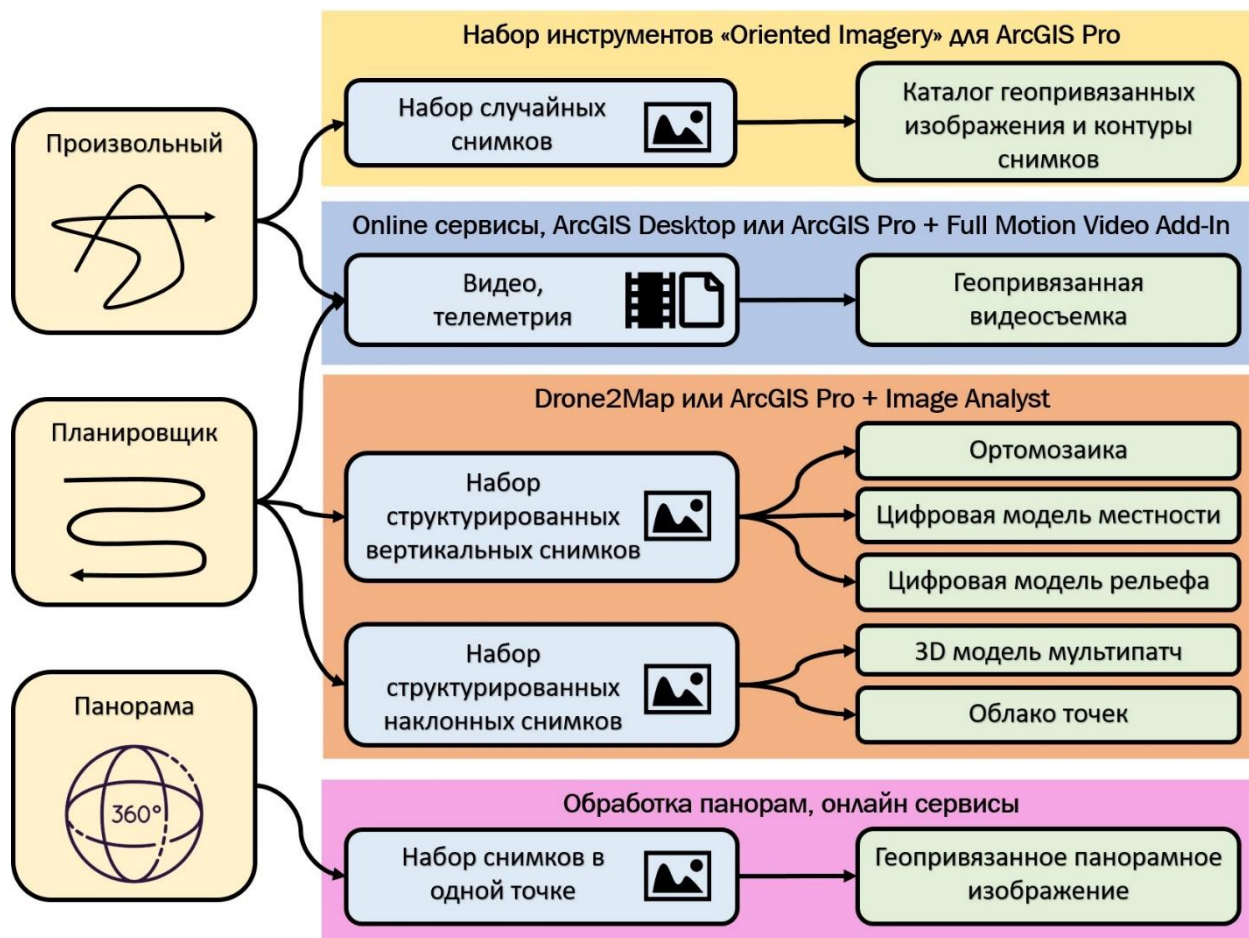 Набор инструментов «Oriented Imagery» для ArcGIS Pro
Произвольный
Набор случайных
снимков
Каталог геопривязанных
изображения и контуры
снимков
Online сервисы, ArcGIS Desktop или ArcGIS Pro + Full Motion Video Add-In
Видео,
телеметрия
Геопривязанная
видеосъемка
Drone2Map или ArcGIS Pro + Image Analyst
Планировщик
Набор
структурированных
вертикальных снимков
Ортомозаика
Цифровая модель местности
Цифровая модель рельефа
Набор
структурированных
наклонных снимков
3D модель мультипатч
Облако точек
Панорама
360°
Обработка панорам, онлайн сервисы
Набор снимков в
одной точке
Геопривязанное панорамное
изображение